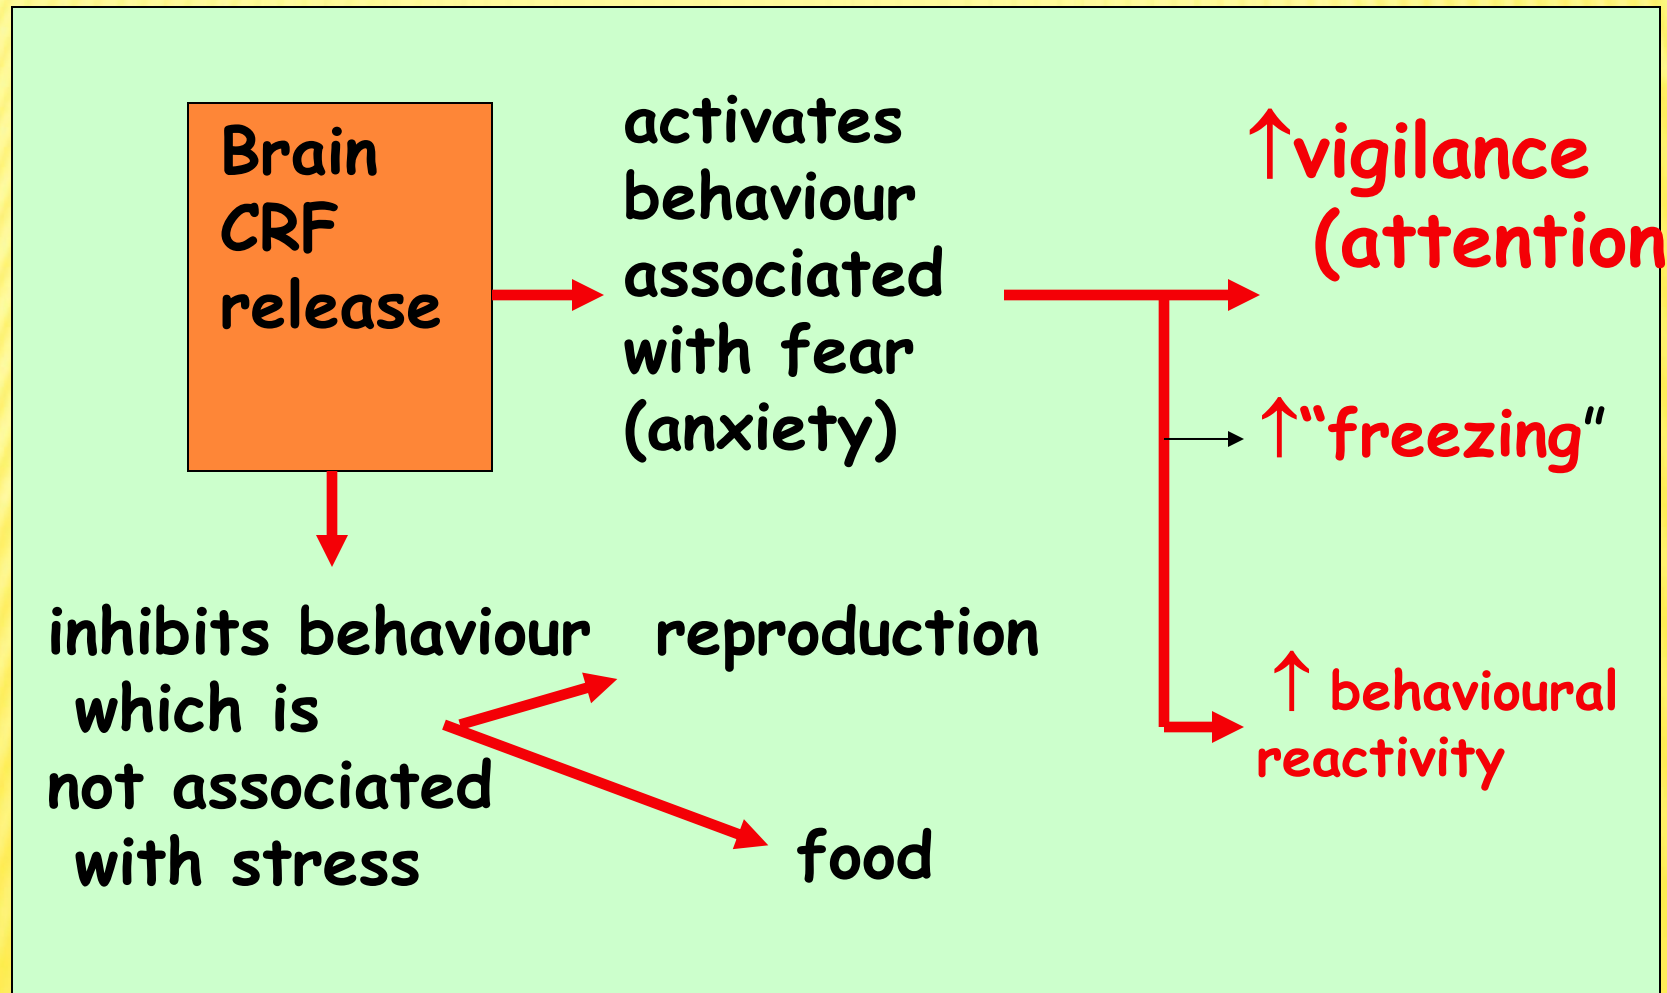 Brain
CRF
release
activates
behaviour
associated
with fear
(anxiety)
↑vigilance
(attention
↑“freezing”
↑ behavioural
reactivity
inhibits behaviour
which is
not associated
with stress
reproduction
food